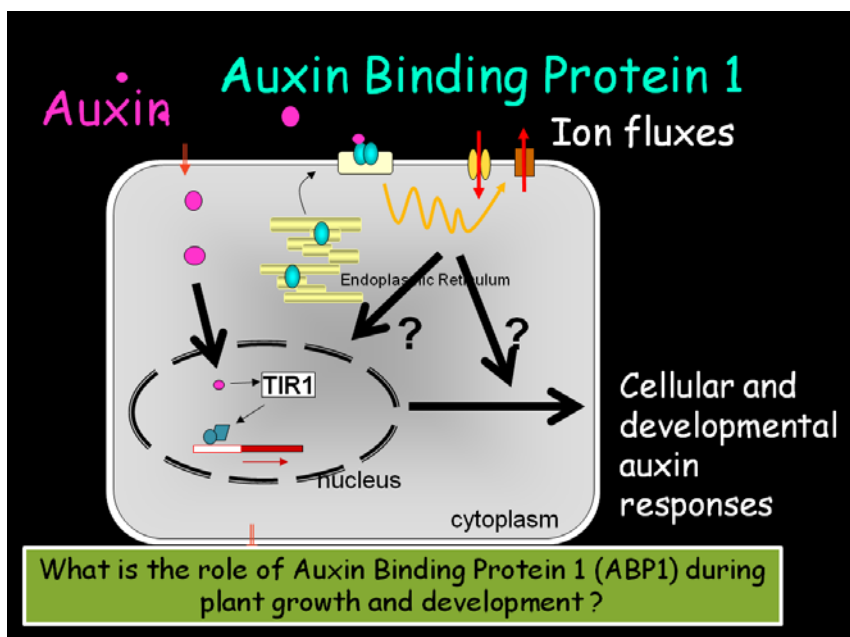 Auxin Binding Protein 1
Auxin
Ion fluxes
Endoplasmic Reticulum
?
?
TIR1
Cellular and
developmental
auxin
responses
nucleus
cytoplasm
What is the role of Auxin Binding Protein 1 (ABP1) during
plant growth and development ?